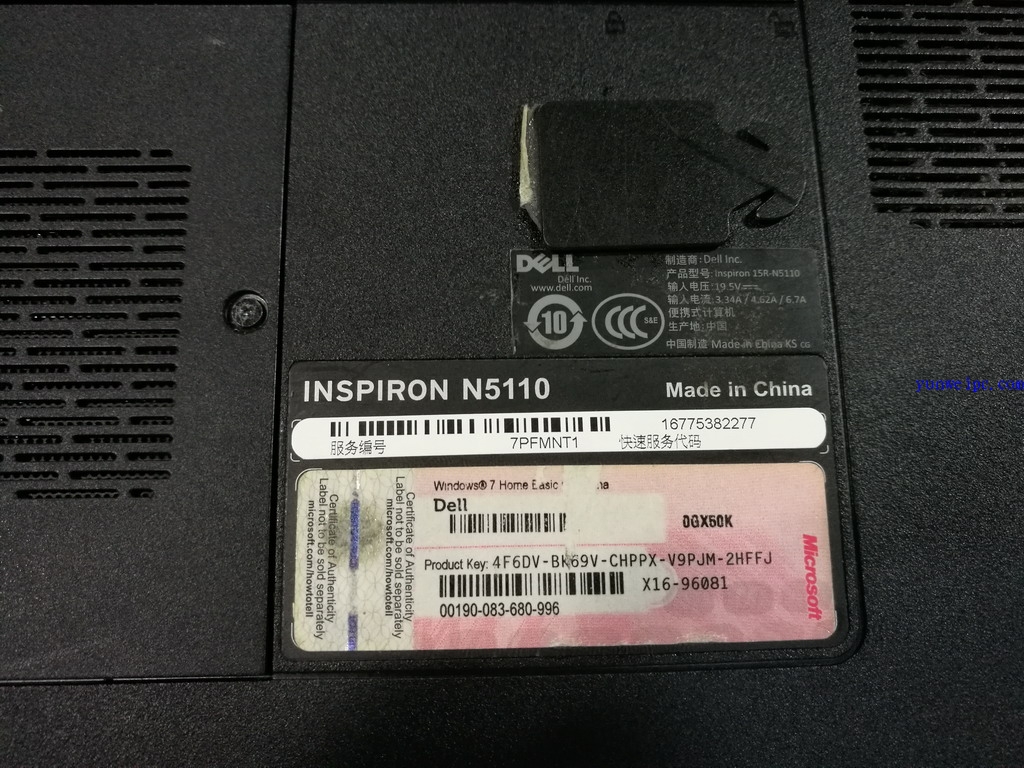 DELL
Dell Inc.
www.dell.com
10
CCC S&E
制造商: Dell Inc.
产品型号: Inspiron 15R-N5110
输入电压: 19.5V
输入电流: 3.34A / 4.62A / 6.7A
便携式计算机
生产地: 中国
中国制造 Made in China KS CG
INSPIRON N5110 Made in China
16775382277
服务编号 7PFMNT1 快速服务代码
Certificate of Authenticity
Label not to be sold separately
microsoft.com/howtotell
Certificate of Authenticity
Label not to be sold separately
microsoft.com/howtotell
Windows® 7 Home Basic
Dell
0GX50K
Product Key: 4F6DV-BK69V-CHPPX-V9PJM-2HFFJ
X16-96081
00190-083-680-996
Microsoft